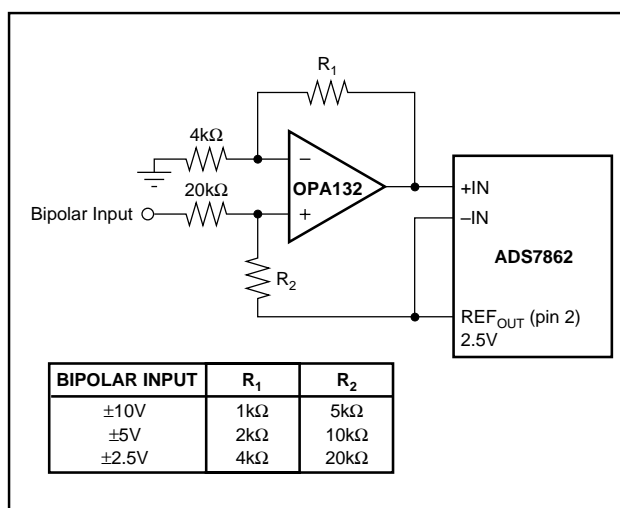 R1
4kΩ
–
OPA132
+IN
20kΩ
Bipolar Input
+
–IN
ADS7862
R2
REFOUT (pin 2)
2.5V
BIPOLAR INPUT R1 R2
±10V 1kΩ 5kΩ
±5V 2kΩ 10kΩ
±2.5V 4kΩ 20kΩ